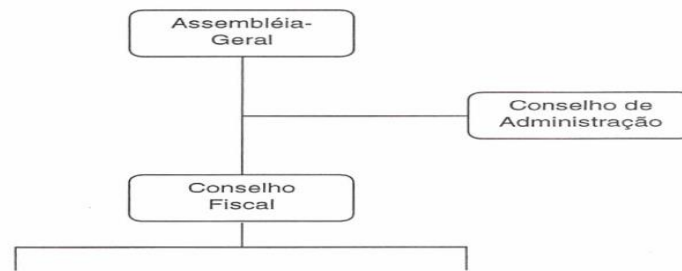 Assembléia-
Geral
Conselho de
Administração
Conselho
Fiscal